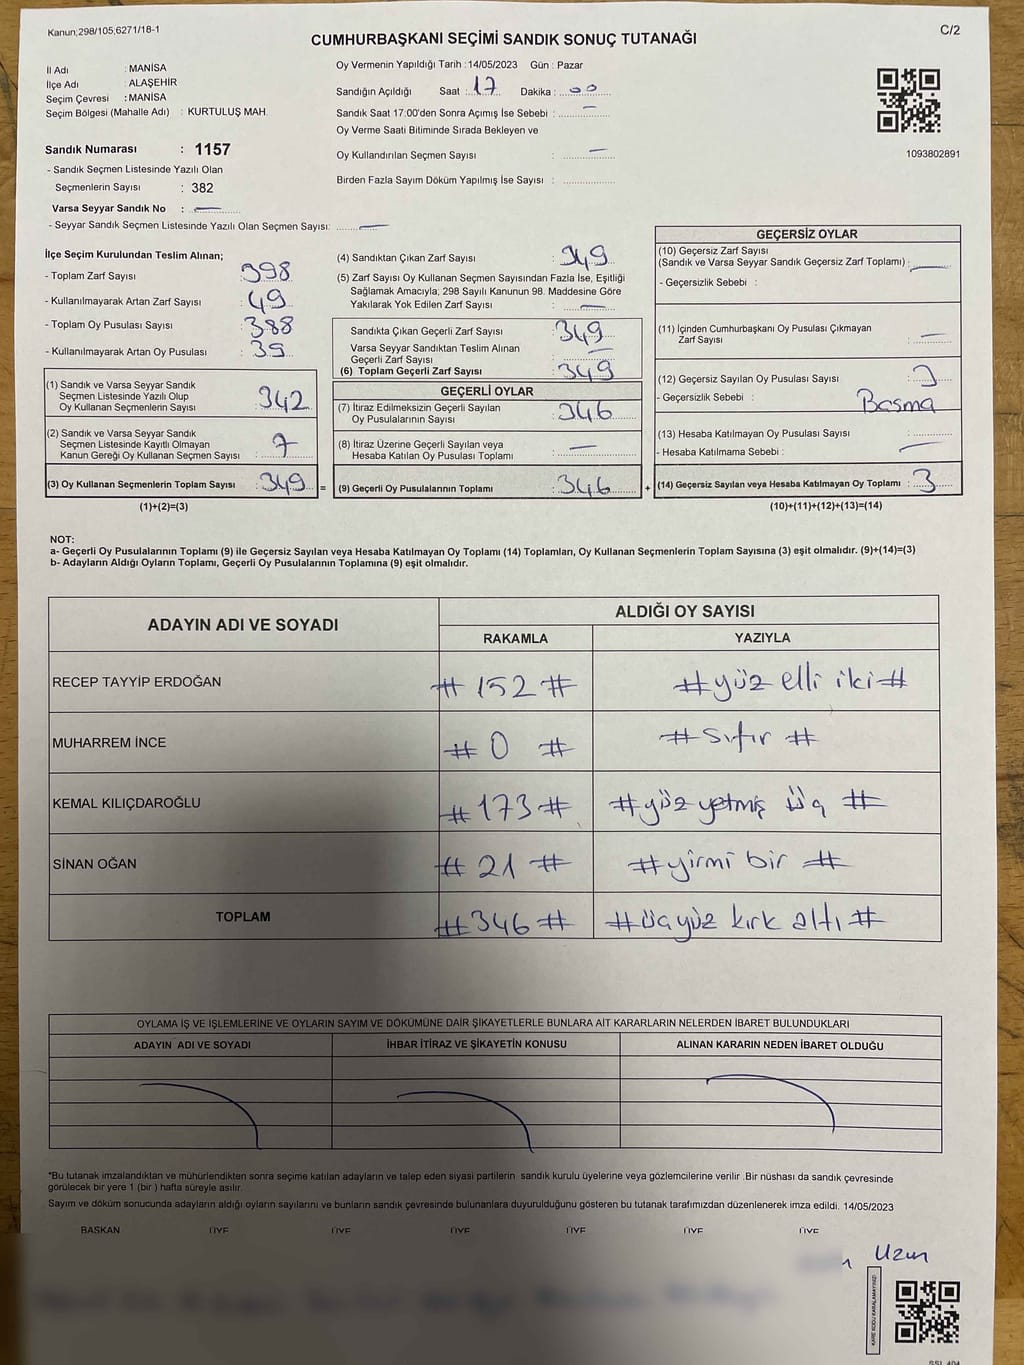 Kanun;298/105;6271/18-1
C/2
CUMHURBAŞKANI SEÇİMİ SANDIK SONUÇ TUTANAĞI
İl Adı : MANİSA
İlçe Adı : ALAŞEHİR
Seçim Çevresi : MANİSA
Seçim Bölgesi (Mahalle Adı) : KURTULUŞ MAH.
Sandık Numarası : 1157
- Sandık Seçmen Listesinde Yazılı Olan
Seçmenlerin Sayısı : 382
Varsa Seyyar Sandık No : —
- Seyyar Sandık Seçmen Listesinde Yazılı Olan Seçmen Sayısı: —
Oy Vermenin Yapıldığı Tarih : 14/05/2023 Gün : Pazar
Sandığın Açıldığı Saat : 17 Dakika : 00
Sandık Saat 17:00'den Sonra Açımış İse Sebebi : —
Oy Verme Saati Bitiminde Sırada Bekleyen ve
Oy Kullandırılan Seçmen Sayısı : —
Birden Fazla Sayım Döküm Yapılmış İse Sayısı :
1093802891
İlçe Seçim Kurulundan Teslim Alınan;
- Toplam Zarf Sayısı : 398
- Kullanılmayarak Artan Zarf Sayısı : 49
- Toplam Oy Pusulası Sayısı : 388
- Kullanılmayarak Artan Oy Pusulası : 39
(1) Sandık ve Varsa Seyyar Sandık
Seçmen Listesinde Yazılı Olup
Oy Kullanan Seçmenlerin Sayısı : 342
(2) Sandık ve Varsa Seyyar Sandık
Seçmen Listesinde Kayıtlı Olmayan
Kanun Gereği Oy Kullanan Seçmen Sayısı : 7
(3) Oy Kullanan Seçmenlerin Toplam Sayısı : 349 =
(1)+(2)=(3)
(4) Sandıktan Çıkan Zarf Sayısı : 349
(5) Zarf Sayısı Oy Kullanan Seçmen Sayısından Fazla İse, Eşitliği
Sağlamak Amacıyla; 298 Sayılı Kanunun 98. Maddesine Göre
Yakılarak Yok Edilen Zarf Sayısı : —
Sandıkta Çıkan Geçerli Zarf Sayısı : 349
Varsa Seyyar Sandıktan Teslim Alınan
Geçerli Zarf Sayısı : —
(6) Toplam Geçerli Zarf Sayısı : 349
GEÇERLİ OYLAR
(7) İtiraz Edilmeksizin Geçerli Sayılan
Oy Pusulalarının Sayısı : 346
(8) İtiraz Üzerine Geçerli Sayılan veya
Hesaba Katılan Oy Pusulası Toplamı : —
(9) Geçerli Oy Pusulalarının Toplamı : 346 +
GEÇERSİZ OYLAR
(10) Geçersiz Zarf Sayısı
(Sandık ve Varsa Seyyar Sandık Geçersiz Zarf Toplamı) : —
- Geçersizlik Sebebi :
(11) İçinden Cumhurbaşkanı Oy Pusulası Çıkmayan
Zarf Sayısı : —
(12) Geçersiz Sayılan Oy Pusulası Sayısı : 3
- Geçersizlik Sebebi : Basma
(13) Hesaba Katılmayan Oy Pusulası Sayısı :
- Hesaba Katılmama Sebebi : —
(14) Geçersiz Sayılan veya Hesaba Katılmayan Oy Toplamı : 3
(10)+(11)+(12)+(13)=(14)
NOT:
a- Geçerli Oy Pusulalarının Toplamı (9) ile Geçersiz Sayılan veya Hesaba Katılmayan Oy Toplamı (14) Toplamları, Oy Kullanan Seçmenlerin Toplam Sayısına (3) eşit olmalıdır. (9)+(14)=(3)
b- Adayların Aldığı Oyların Toplamı, Geçerli Oy Pusulalarının Toplamına (9) eşit olmalıdır.
ADAYIN ADI VE SOYADI
ALDIĞI OY SAYISI
RAKAMLA YAZIYLA
RECEP TAYYİP ERDOĞAN # 152 # # yüz elli iki #
MUHARREM İNCE # 0 # # sıfır #
KEMAL KILIÇDAROĞLU # 173 # # yüz yetmiş üç #
SİNAN OĞAN # 21 # # yirmi bir #
TOPLAM # 346 # # üçyüz kırk altı #
OYLAMA İŞ VE İŞLEMLERİNE VE OYLARIN SAYIM VE DÖKÜMÜNE DAİR ŞİKAYETLERLE BUNLARA AİT KARARLARIN NELERDEN İBARET BULUNDUKLARI
ADAYIN ADI VE SOYADI İHBAR İTİRAZ VE ŞİKAYETİN KONUSU ALINAN KARARIN NEDEN İBARET OLDUĞU
*Bu tutanak imzalandıktan ve mühürlendikten sonra seçime katılan adayların ve talep eden siyasi partilerin sandık kurulu üyelerine veya gözlemcilerine verilir .Bir nüshası da sandık çevresinde
görülecek bir yere 1 (bir ) hafta süreyle asılır.
Sayım ve döküm sonucunda adayların aldığı oyların sayılarını ve bunların sandık çevresinde bulunanlara duyurulduğunu gösteren bu tutanak tarafımızdan düzenlenerek imza edildi. 14/05/2023
BAŞKAN ÜYE ÜYE ÜYE ÜYE ÜYE ÜYE
Uzun
KARE KODU KARALAMAYINIZ!